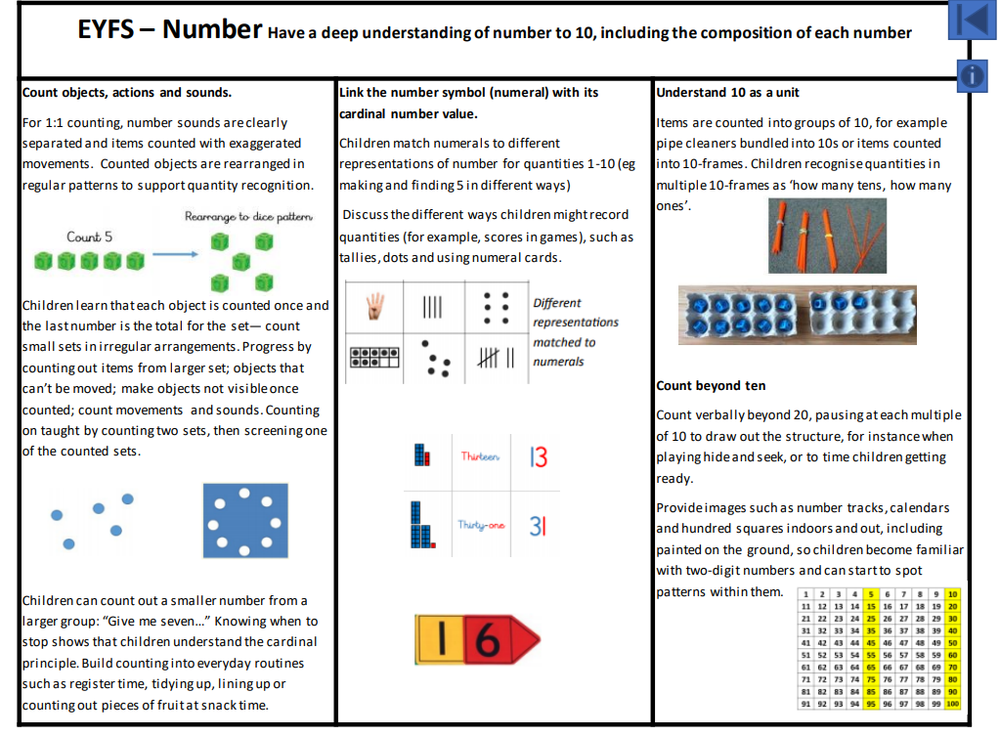 EYFS – Number Have a deep understanding of number to 10, including the composition of each number
Count objects, actions and sounds.
For 1:1 counting, number sounds are clearly
separated and items counted with exaggerated
movements. Counted objects are rearranged in
regular patterns to support quantity recognition.
Rearrange to dice pattern
Count 5
Children learn that each object is counted once and
the last number is the total for the set— count
small sets in irregular arrangements. Progress by
counting out items from larger set; objects that
can't be moved; make objects not visible once
counted; count movements and sounds. Counting
on taught by counting two sets, then screening one
of the counted sets.
Children can count out a smaller number from a
larger group: "Give me seven…" Knowing when to
stop shows that children understand the cardinal
principle. Build counting into everyday routines
such as register time, tidying up, lining up or
counting out pieces of fruit at snack time.
Link the number symbol (numeral) with its
cardinal number value.
Children match numerals to different
representations of number for quantities 1-10 (eg
making and finding 5 in different ways)
Discuss the different ways children might record
quantities (for example, scores in games), such as
tallies, dots and using numeral cards.
Different
representations
matched to
numerals
Thirteen 13
Thirty-one 31
1 6
Understand 10 as a unit
Items are counted into groups of 10, for example
pipe cleaners bundled into 10s or items counted
into 10-frames. Children recognise quantities in
multiple 10-frames as 'how many tens, how many
ones'.
Count beyond ten
Count verbally beyond 20, pausing at each multiple
of 10 to draw out the structure, for instance when
playing hide and seek, or to time children getting
ready.
Provide images such as number tracks, calendars
and hundred squares indoors and out, including
painted on the ground, so children become familiar
with two-digit numbers and can start to spot
patterns within them.
1 2 3 4 5 6 7 8 9 10
11 12 13 14 15 16 17 18 19 20
21 22 23 24 25 26 27 28 29 30
31 32 33 34 35 36 37 38 39 40
41 42 43 44 45 46 47 48 49 50
51 52 53 54 55 56 57 58 59 60
61 62 63 64 65 66 67 68 69 70
71 72 73 74 75 76 77 78 79 80
81 82 83 84 85 86 87 88 89 90
91 92 93 94 95 96 97 98 99 100